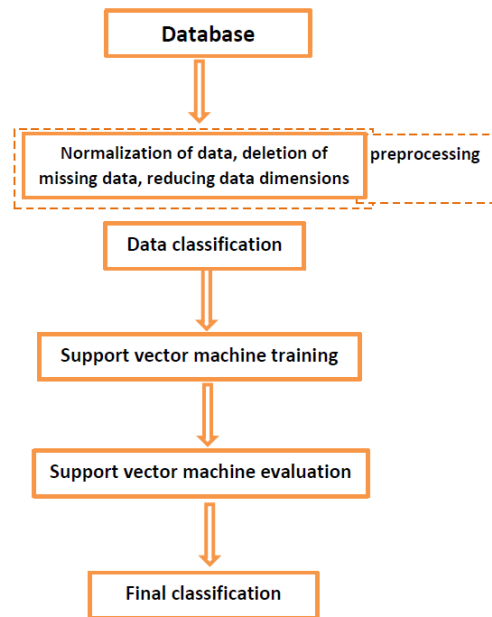 Database
Normalization of data, deletion of
missing data, reducing data dimensions
preprocessing
Data classification
Support vector machine training
Support vector machine evaluation
Final classification